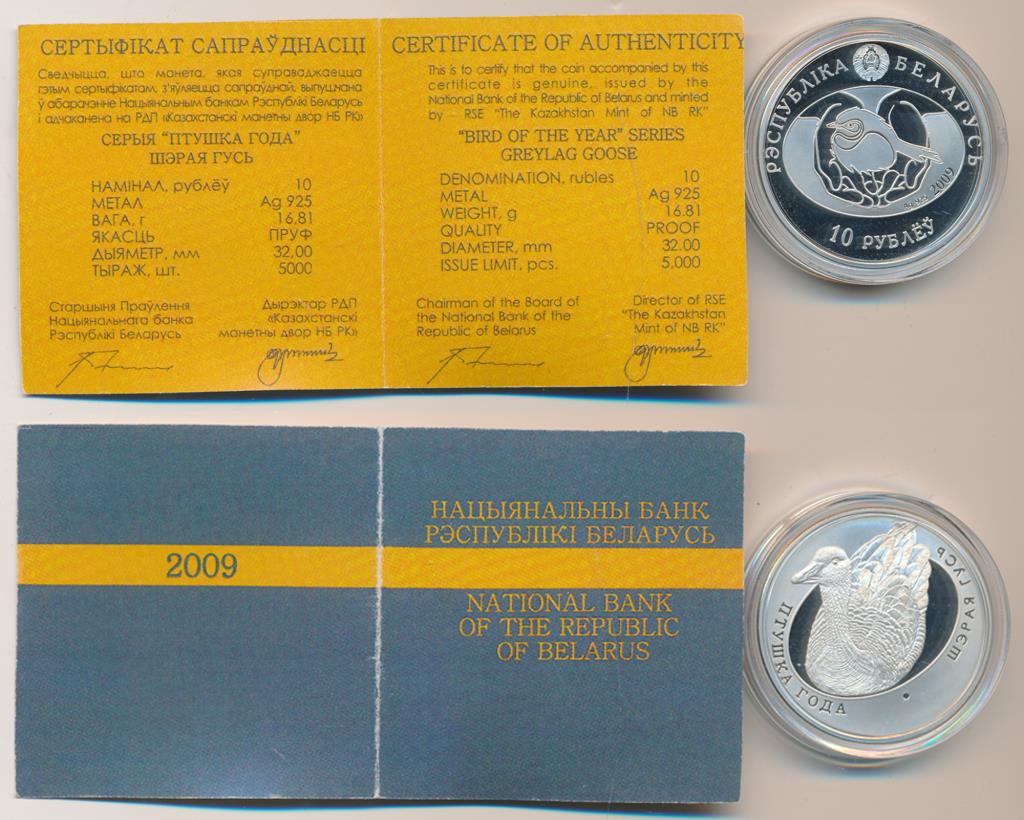 СЕРТЫФІКАТ САПРАЎДНАСЦІ
Сведчыцца, што манета, якая суправаджаецца
гэтым сертыфікатам, з'яўляецца сапраўднай, выпушчана
ў абарачэнне Нацыянальным банкам Рэспублікі Беларусь
і адчаканена на РДП «Казахстанскі манетны двор НБ РК»
СЕРЫЯ "ПТУШКА ГОДА"
ШЭРАЯ ГУСЬ
НАМІНАЛ, рублёў 10
МЕТАЛ Ag 925
ВАГА, г 16,81
ЯКАСЦЬ ПРУФ
ДЫЯМЕТР, мм 32,00
ТЫРАЖ, шт. 5000
Старшыня Праўлення
Нацыянальнага банка
Рэспублікі Беларусь
Дырэктар РДП
«Казахстанскі
манетны двор НБ РК»
CERTIFICATE OF AUTHENTICITY
This is to certify that the coin accompanied by this
certificate is genuine, issued by the
National Bank of the Republic of Belarus and minted
by RSE "The Kazakhstan Mint of NB RK"
"BIRD OF THE YEAR" SERIES
GREYLAG GOOSE
DENOMINATION, rubles 10
METAL Ag 925
WEIGHT, g 16.81
QUALITY PROOF
DIAMETER, mm 32.00
ISSUE LIMIT, pcs. 5,000
Chairman of the Board of
the National Bank of the
Republic of Belarus
Director of RSE
"The Kazakhstan
Mint of NB RK"
РЭСПУБЛІКА БЕЛАРУСЬ
2009
10 РУБЛЁЎ
2009
НАЦЫЯНАЛЬНЫ БАНК
РЭСПУБЛІКІ БЕЛАРУСЬ
NATIONAL BANK
OF THE REPUBLIC
OF BELARUS
ПТУШКА ГОДА
ШЭРАЯ ГУСЬ